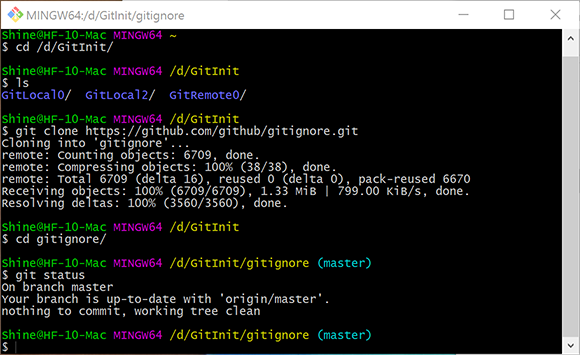 MINGW64:/d/GitInit/gitignore
Shine@HF-10-Mac MINGW64 ~
$ cd /d/GitInit/
Shine@HF-10-Mac MINGW64 /d/GitInit
$ ls
GitLocal0/  GitLocal2/  GitRemote0/
Shine@HF-10-Mac MINGW64 /d/GitInit
$ git clone https://github.com/github/gitignore.git
Cloning into 'gitignore'...
remote: Counting objects: 6709, done.
remote: Compressing objects: 100% (38/38), done.
remote: Total 6709 (delta 16), reused 0 (delta 0), pack-reused 6670
Receiving objects: 100% (6709/6709), 1.33 MiB | 799.00 KiB/s, done.
Resolving deltas: 100% (3560/3560), done.
Shine@HF-10-Mac MINGW64 /d/GitInit
$ cd gitignore/
Shine@HF-10-Mac MINGW64 /d/GitInit/gitignore (master)
$ git status
On branch master
Your branch is up-to-date with 'origin/master'.
nothing to commit, working tree clean
Shine@HF-10-Mac MINGW64 /d/GitInit/gitignore (master)
$